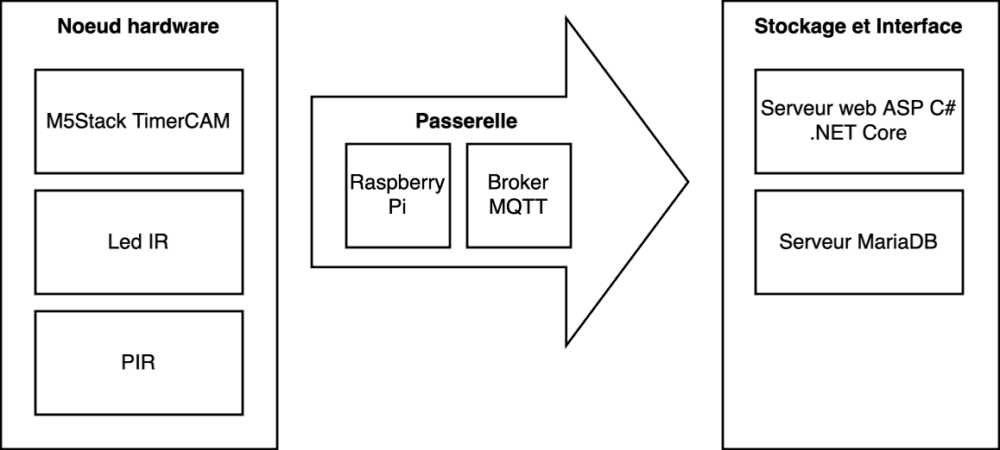 Noeud hardware
M5Stack TimerCAM
Led IR
PIR
Passerelle
Raspberry
Pi
Broker
MQTT
Stockage et Interface
Serveur web ASP C#
.NET Core
Serveur MariaDB